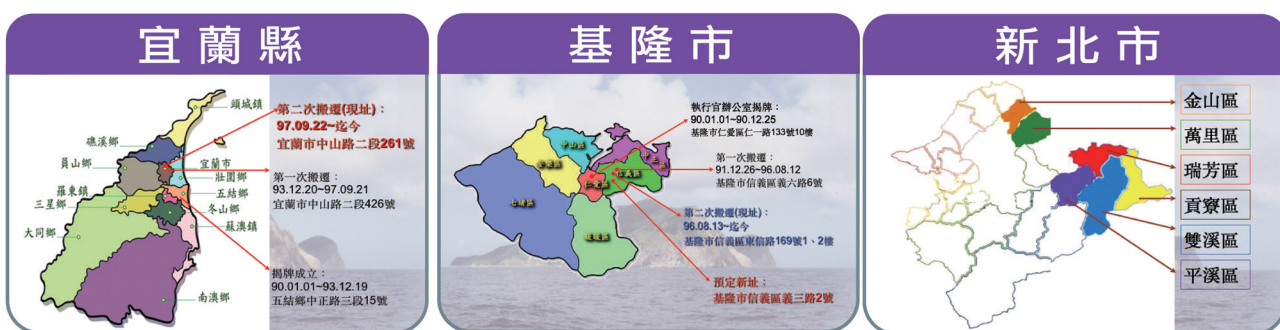 宜蘭縣
頭城鎮
礁溪鄉
員山鄉
宜蘭市
壯圍鄉
羅東鎮
五結鄉
三星鄉
冬山鄉
蘇澳鎮
大同鄉
南澳鄉
第二次搬遷(現址)：
97.09.22~迄今
宜蘭市中山路二段261號
第一次搬遷：
93.12.20~97.09.21
宜蘭市中山路二段426號
揭牌成立：
90.01.01~93.12.19
五結鄉中正路三段15號
基隆市
中山區
安樂區
中正區
仁愛區
信義區
七堵區
暖暖區
執行官辦公室揭牌：
90.01.01~90.12.25
基隆市仁愛區仁一路133號10樓
第一次搬遷：
91.12.26~96.08.12
基隆市信義區義六路6號
第二次搬遷(現址)：
96.08.13~迄今
基隆市信義區東信路169號1、2樓
預定新址：
基隆市信義區義三路2號
新北市
金山區
萬里區
瑞芳區
貢寮區
雙溪區
平溪區